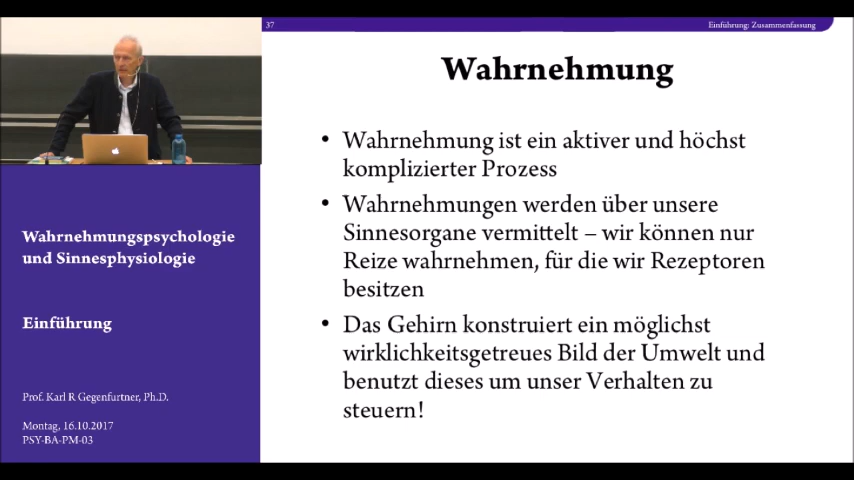 37
Einführung: Zusammenfassung
Wahrnehmung
• Wahrnehmung ist ein aktiver und höchst
komplizierter Prozess
• Wahrnehmungen werden über unsere
Sinnesorgane vermittelt – wir können nur
Reize wahrnehmen, für die wir Rezeptoren
besitzen
• Das Gehirn konstruiert ein möglichst
wirklichkeitsgetreues Bild der Umwelt und
benutzt dieses um unser Verhalten zu
steuern!
Wahrnehmungspsychologie
und Sinnesphysiologie
Einführung
Prof. Karl R Gegenfurtner, Ph.D.
Montag, 16.10.2017
PSY-BA-PM-03